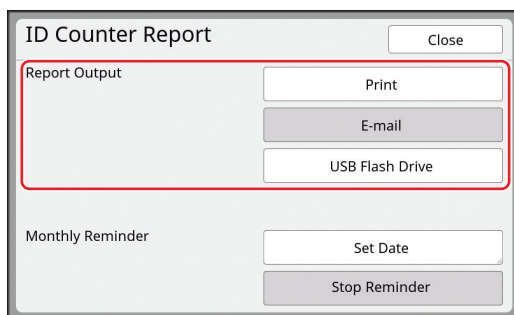 ID Counter Report
Close
Report Output
Print
E-mail
USB Flash Drive
Monthly Reminder
Set Date
Stop Reminder